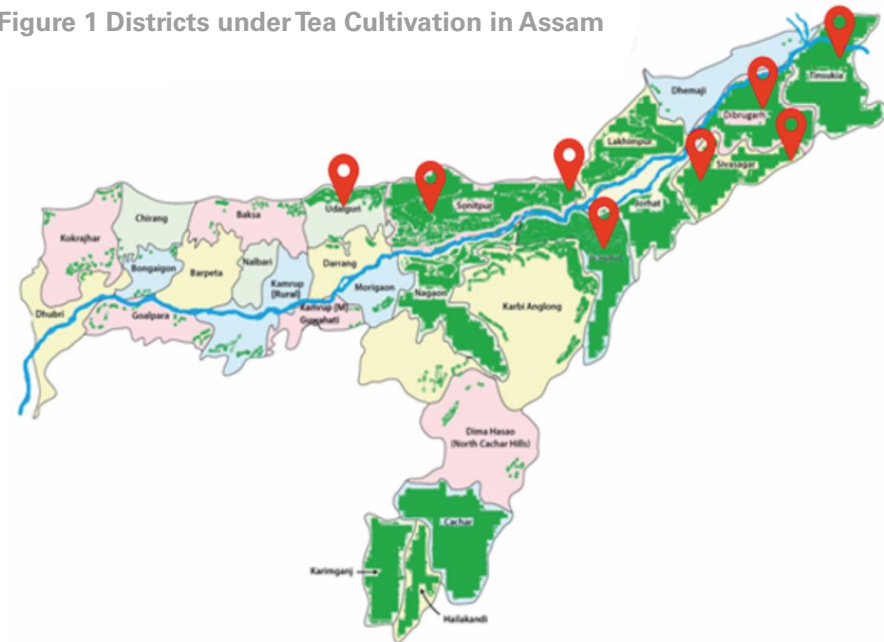 Figure 1 Districts under Tea Cultivation in Assam
Tinsukia
Dhemaji
Dibrugarh
Lakhimpur
Sivasagar
Jorhat
Udalguri
Sonitpur
Baksa
Chirang
Kokrajhar
Bongaigon
Barpeta
Nalbari
Darrang
Kamrup
(Rural)
Morigaon
Nagaon
Karbi Anglong
Dhubri
Goalpara
Kamrup (M)
Guwahati
Dima Hasao
(North Cachar Hills)
Cachar
Karimganj
Hailakandi